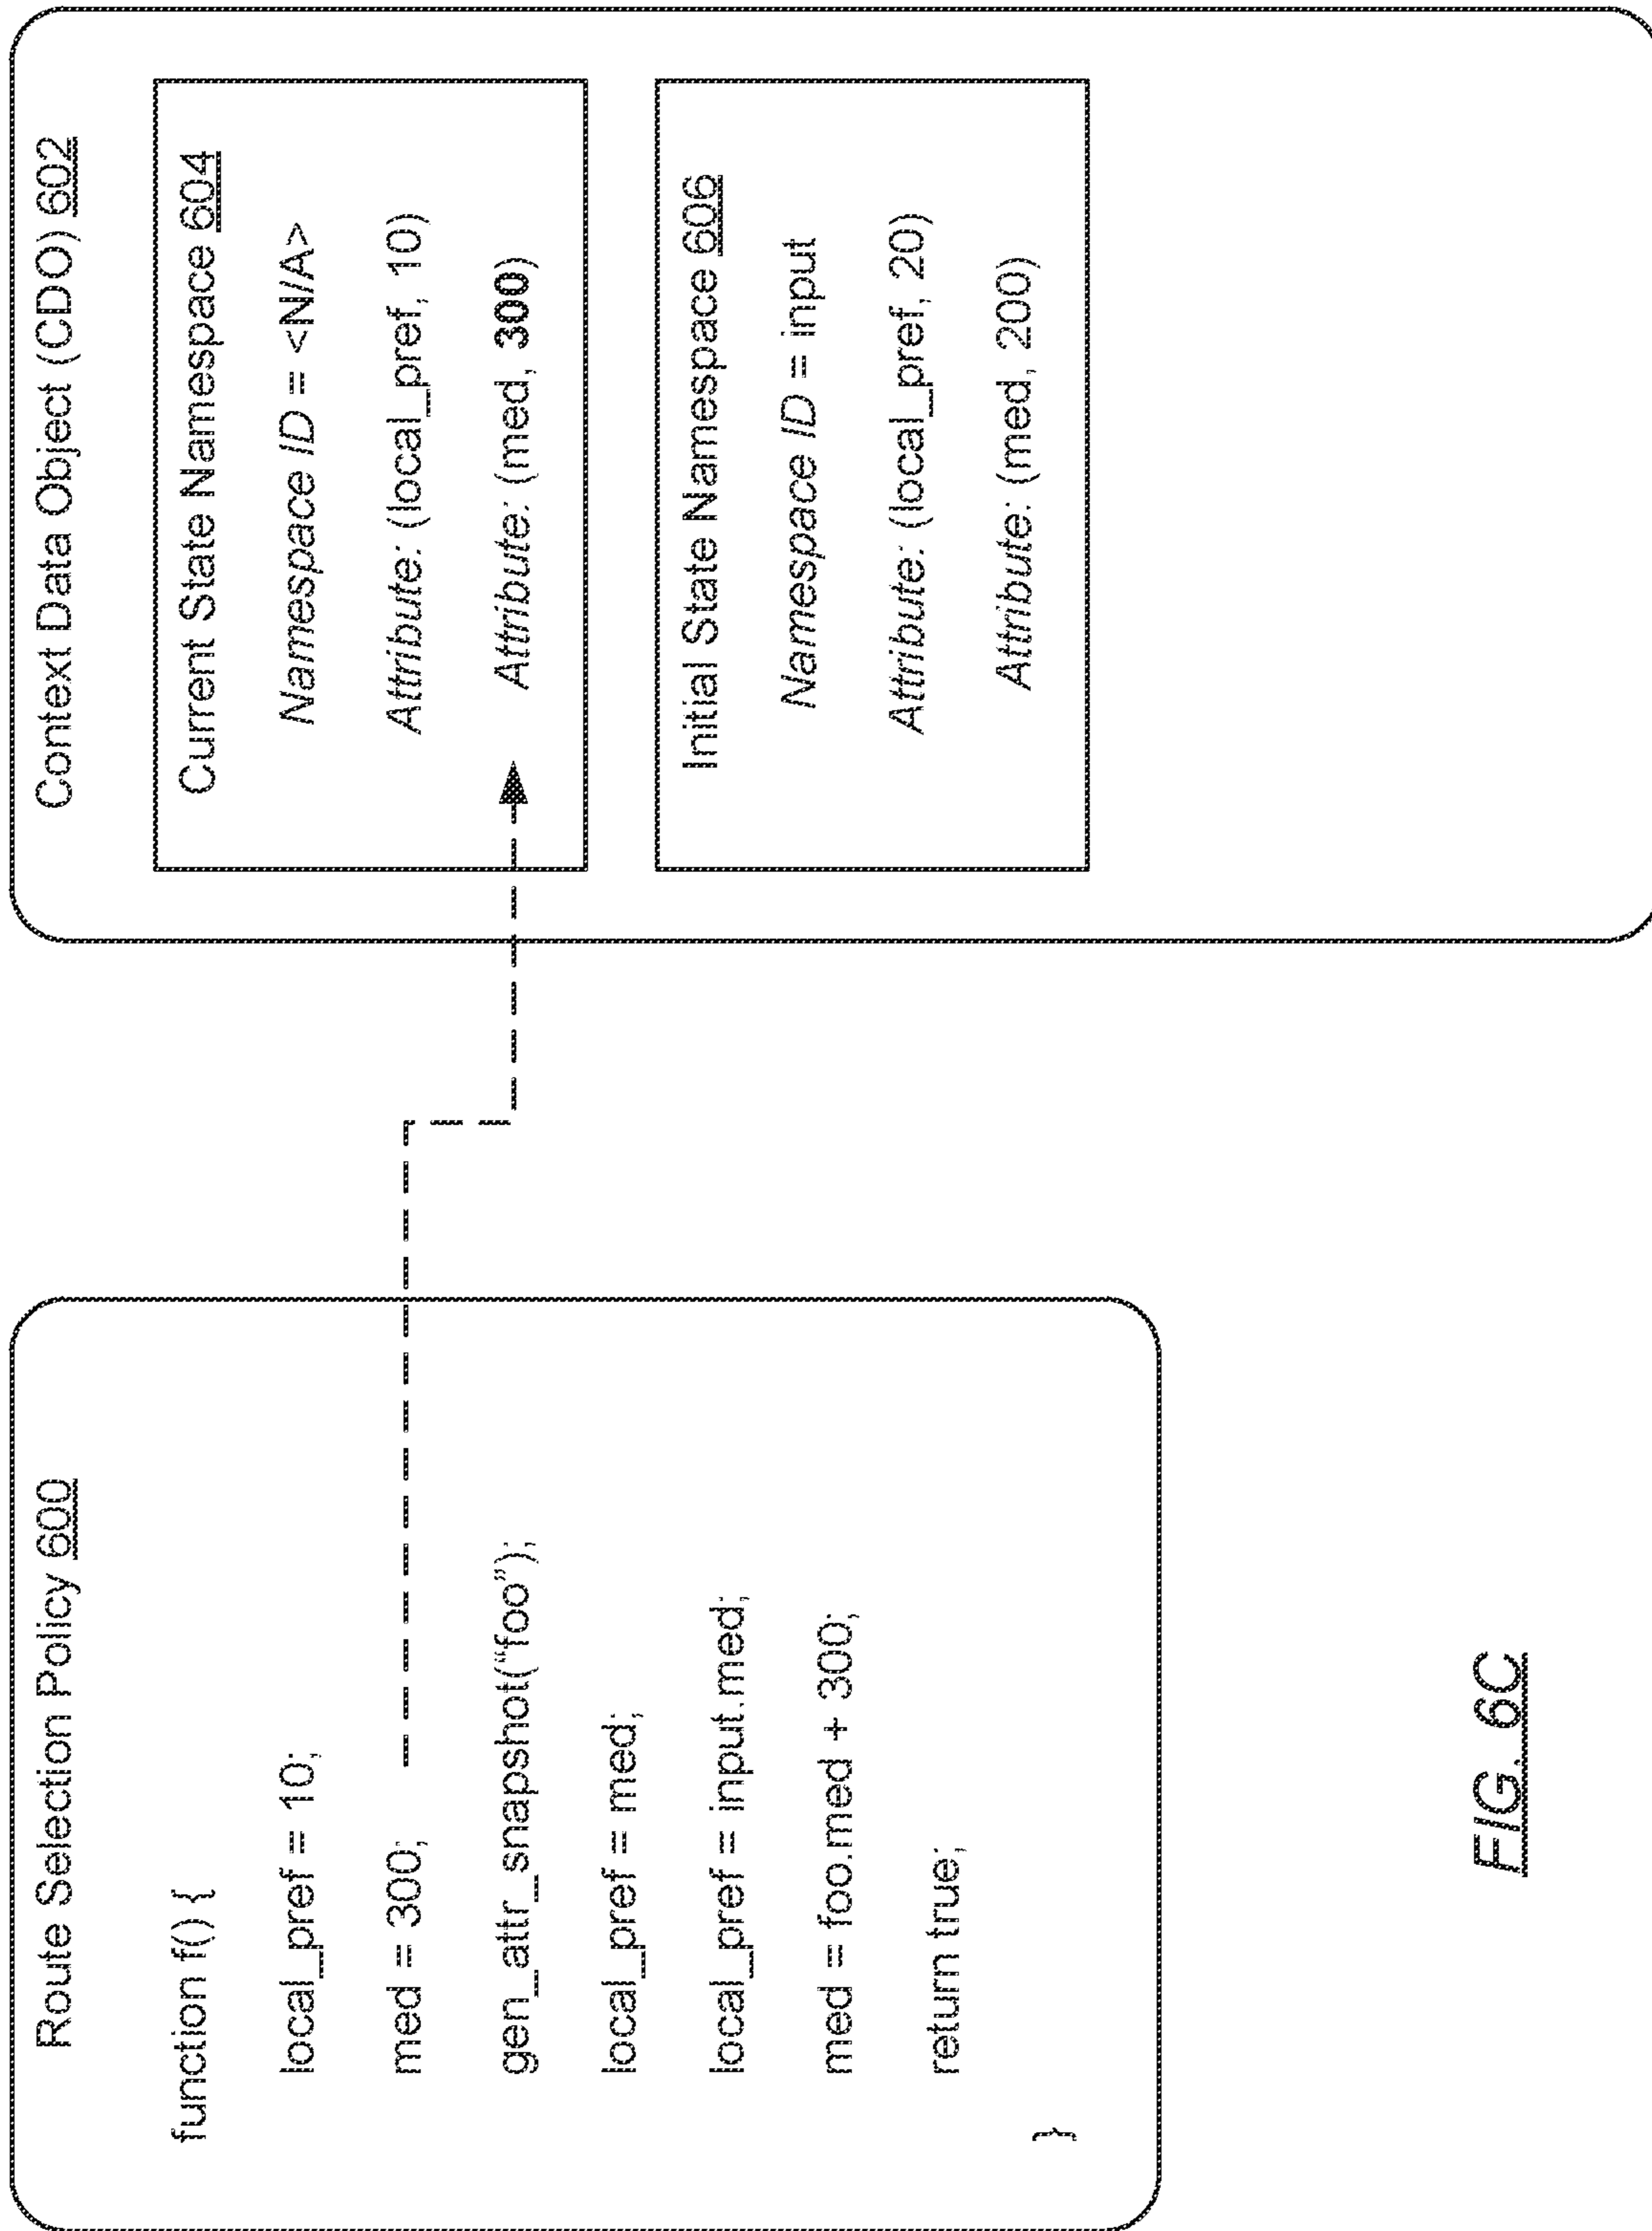 Route Selection Policy 600
function f() {
local_pref = 10;
med = 300;
gen_attr_snapshot(“foo”);
local_pref = med;
local_pref = input.med;
med = foo.med + 300;
return true;
}
Context Data Object (CDO) 602
Current State Namespace 604
Namespace ID = <N/A>
Attribute: (local_pref, 10)
Attribute: (med, 300)
Initial State Namespace 606
Namespace ID = input
Attribute: (local_pref, 20)
Attribute: (med, 200)
FIG. 6C